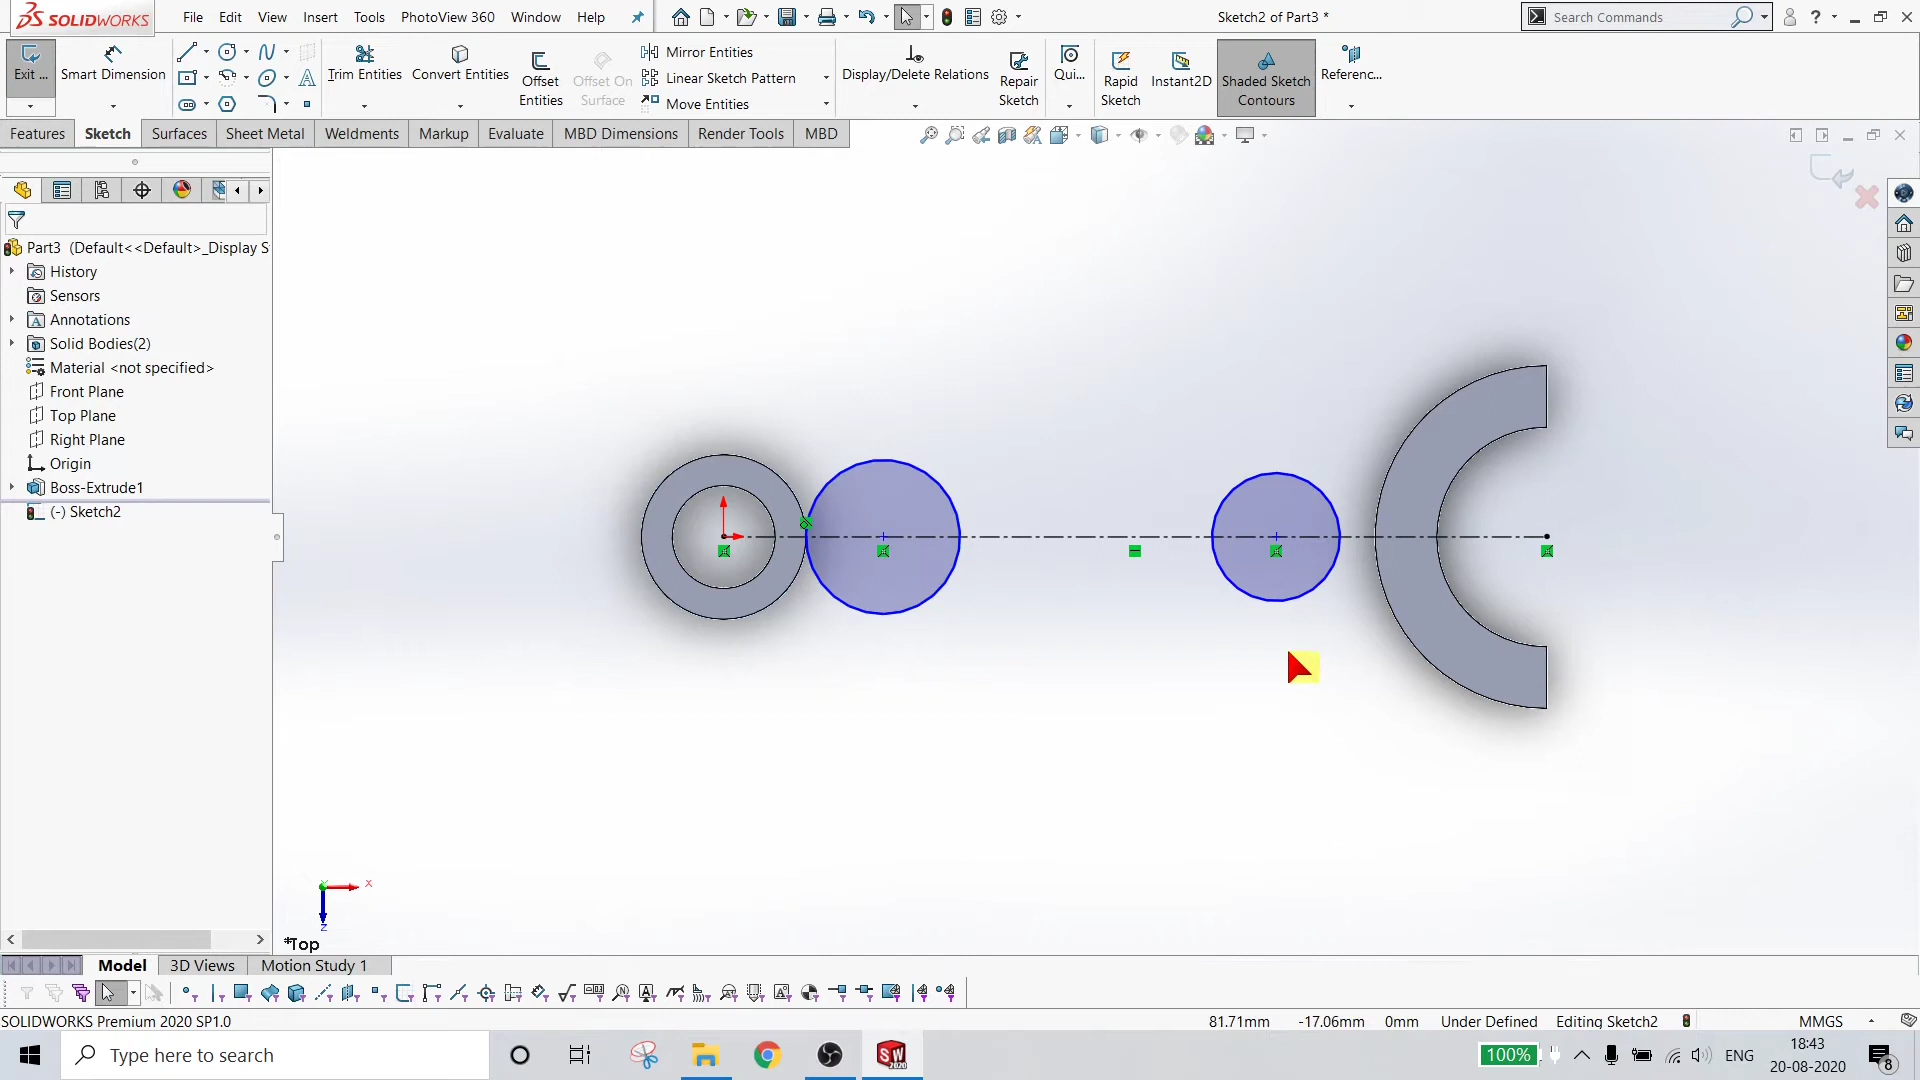 SOLIDWORKS File Edit View Insert Tools PhotoView 360 Window Help Sketch2 of Part3 * Search Commands
Exit ... Smart Dimension Trim Entities Convert Entities Offset Entities Offset On Surface Mirror Entities Linear Sketch Pattern Move Entities Display/Delete Relations Repair Sketch Qui... Rapid Sketch Instant2D Shaded Sketch Contours Referenc...
Features Sketch Surfaces Sheet Metal Weldments Markup Evaluate MBD Dimensions Render Tools MBD
Part3 (Default<<Default>_Display S
History
Sensors
Annotations
Solid Bodies(2)
Material <not specified>
Front Plane
Top Plane
Right Plane
Origin
Boss-Extrude1
(-) Sketch2
x
z
*Top
Model 3D Views Motion Study 1
SOLIDWORKS Premium 2020 SP1.0 81.71mm -17.06mm 0mm Under Defined Editing Sketch2 MMGS
Type here to search 100% ENG 18:43
20-08-2020 8